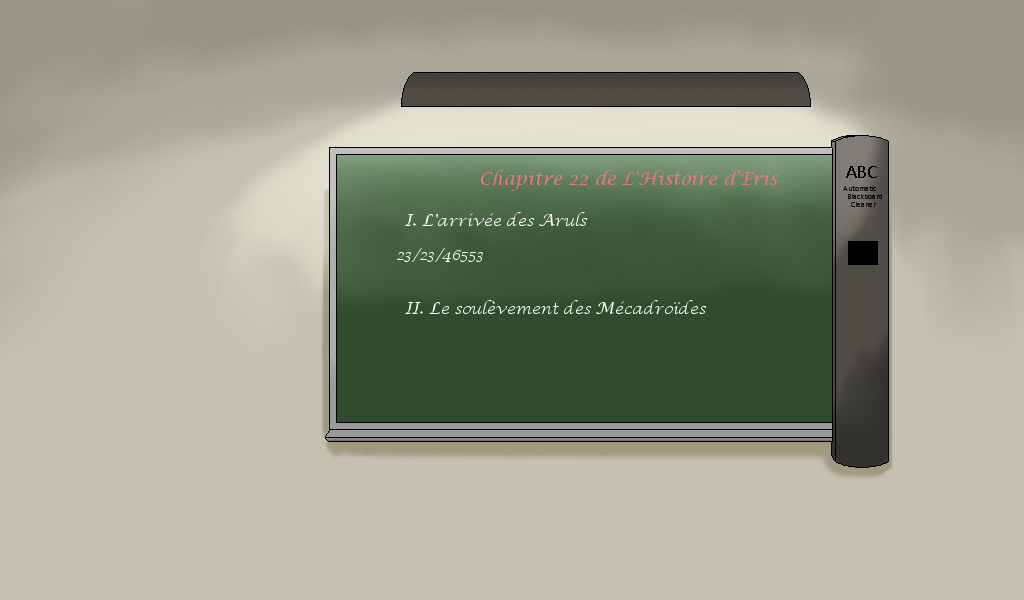 Chapitre 22 de L'Histoire d'Eris
I. L'arrivée des Aruls
23/23/46553
II. Le soulèvement des Mécadroïdes
ABC
Automatic
Blackboard
Cleaner